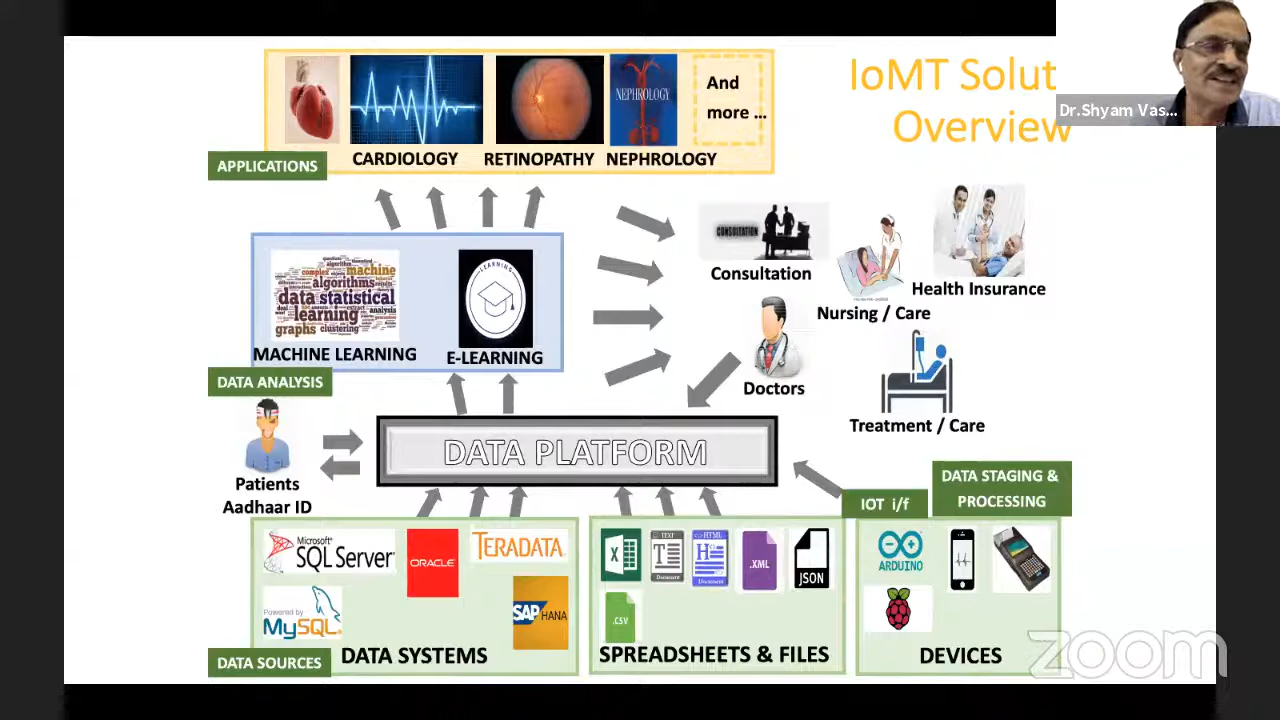 IoMT Solut
Overview
Dr.Shyam Vas...
NEPHROLOGY
And
more ...
CARDIOLOGY
RETINOPATHY
NEPHROLOGY
APPLICATIONS
CONSULTATION
Consultation
Health Insurance
Nursing / Care
Doctors
Treatment / Care
complex
algorithm
machine
algorithms
data statistical
learning
analysis
graphs clustering
LEARNING
MACHINE LEARNING
E-LEARNING
DATA ANALYSIS
DATA PLATFORM
Patients
Aadhaar ID
DATA STAGING &
PROCESSING
IOT i/f
Microsoft
SQL Server
ORACLE
TERADATA
Powered by
MySQL
SAP HANA
DATA SOURCES
DATA SYSTEMS
X
TEXT
T
Document
<HTML>
H
Document
.XML
JSON
.CSV
SPREADSHEETS & FILES
ARDUINO
DEVICES
zoom